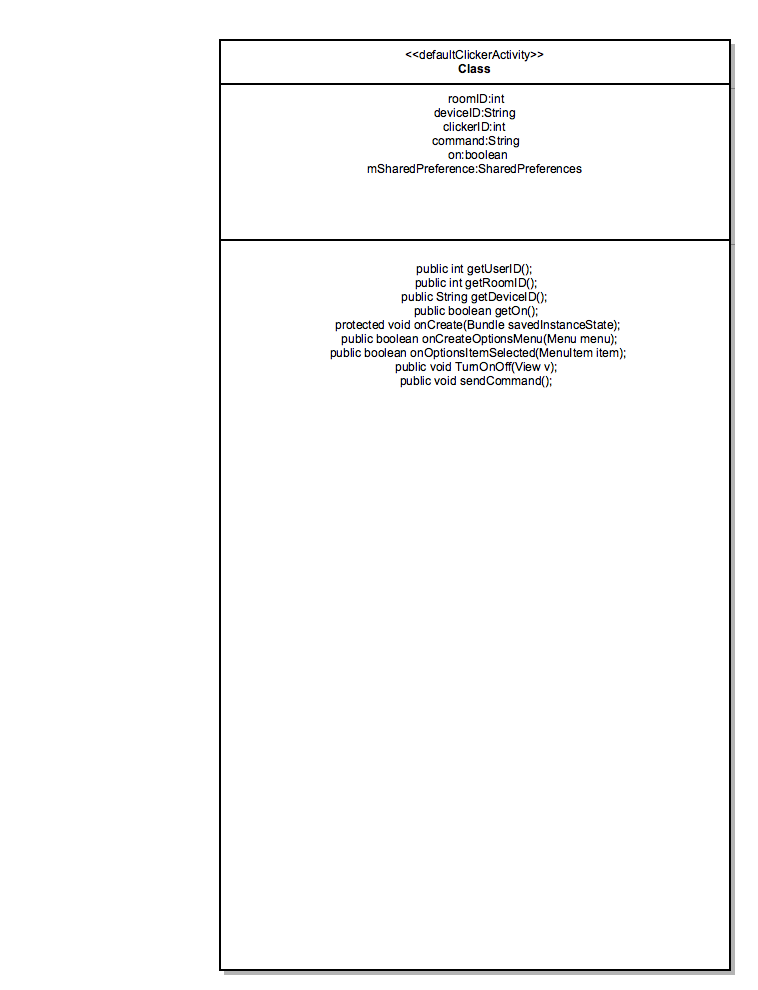 <<defaultClickerActivity>>
Class
roomID:int
deviceID:String
clickerID:int
command:String
on:boolean
mSharedPreference:SharedPreferences
public int getUserID();
public int getRoomID();
public String getDeviceID();
public boolean getOn();
protected void onCreate(Bundle savedInstanceState);
public boolean onCreateOptionsMenu(Menu menu);
public boolean onOptionsItemSelected(MenuItem item);
public void TurnOnOff(View v);
public void sendCommand();